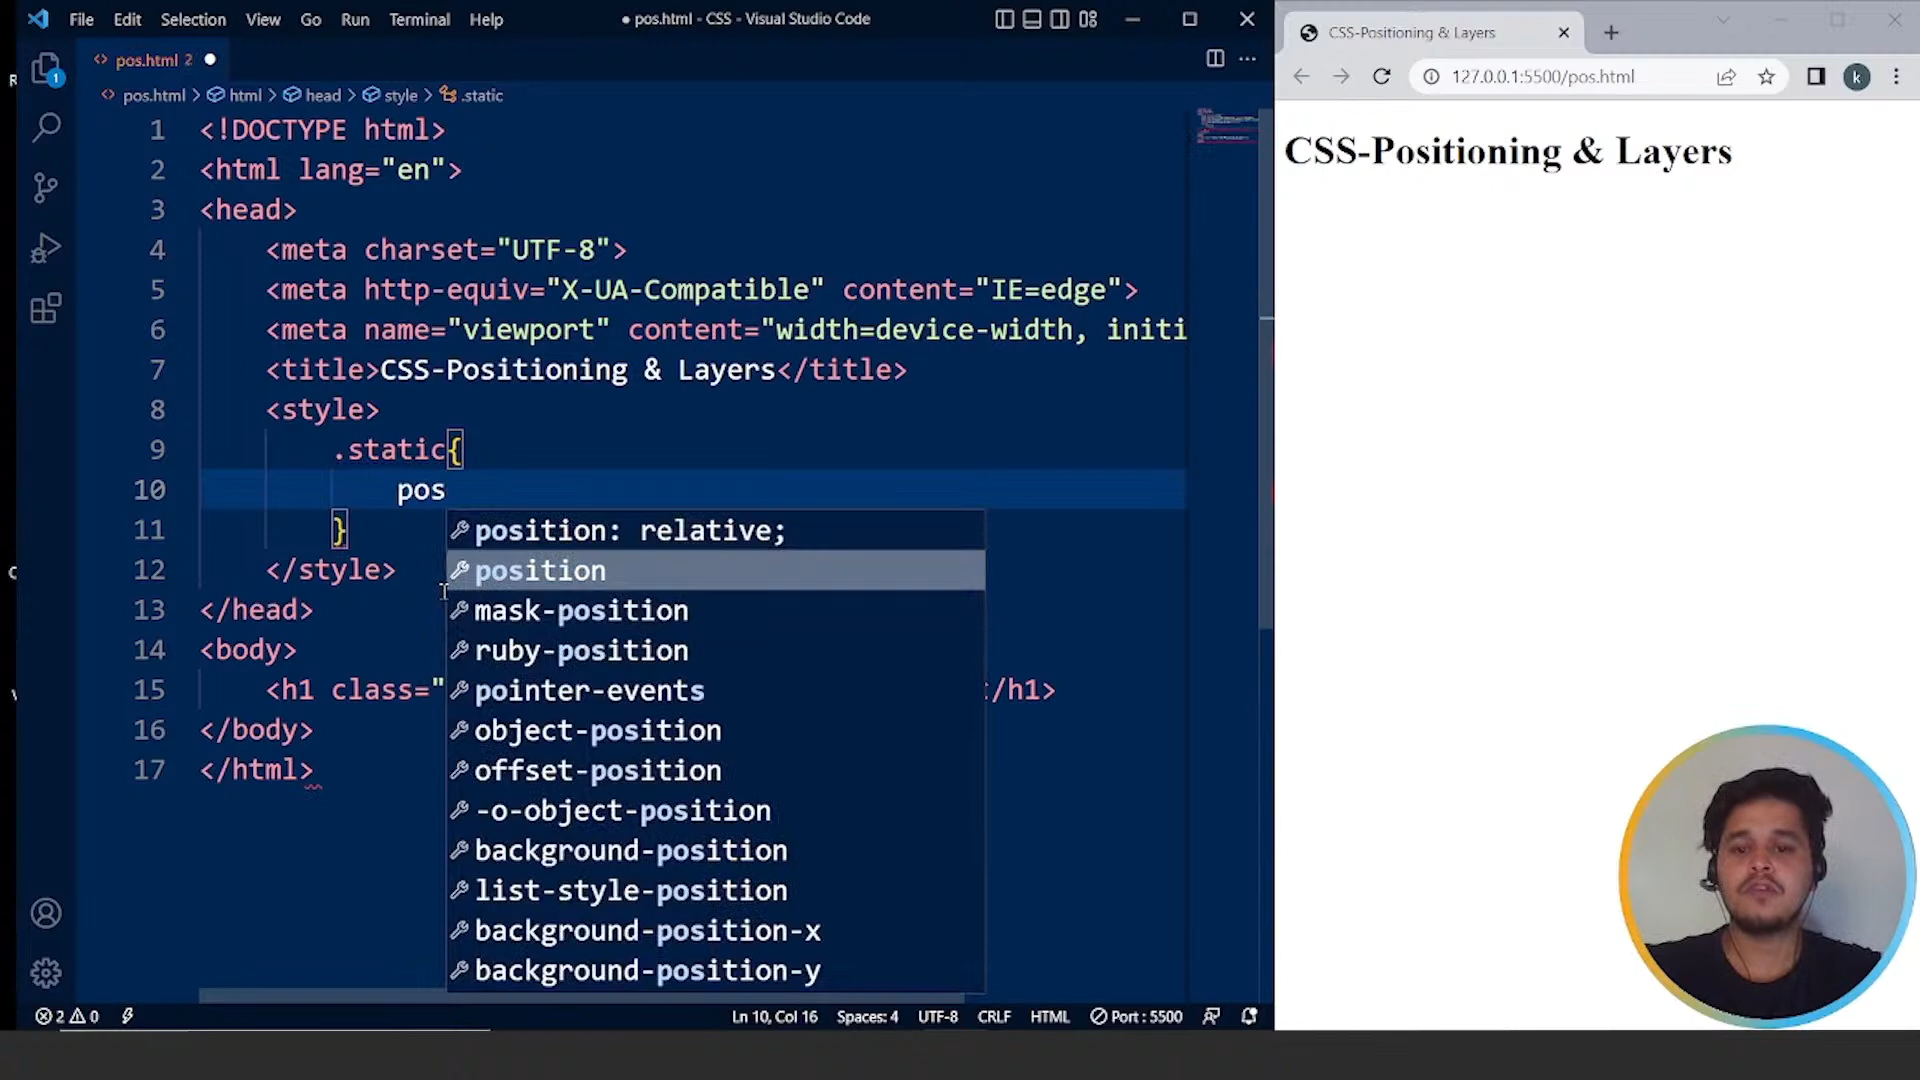 File Edit Selection View Go Run Terminal Help
● pos.html - CSS - Visual Studio Code
pos.html 2
pos.html > html > head > style > .static
1 <!DOCTYPE html>
2 <html lang="en">
3 <head>
4 <meta charset="UTF-8">
5 <meta http-equiv="X-UA-Compatible" content="IE=edge">
6 <meta name="viewport" content="width=device-width, initi
7 <title>CSS-Positioning & Layers</title>
8 <style>
9 .static{
10 pos
11 }
12 </style>
13 </head>
14 <body>
15 <h1 class=" /h1>
16 </body>
17 </html>
position: relative;
position
mask-position
ruby-position
pointer-events
object-position
offset-position
-o-object-position
background-position
list-style-position
background-position-x
background-position-y
1
2 0 Ln 10, Col 16 Spaces: 4 UTF-8 CRLF HTML Port : 5500
CSS-Positioning & Layers
127.0.0.1:5500/pos.html
k
CSS-Positioning & Layers